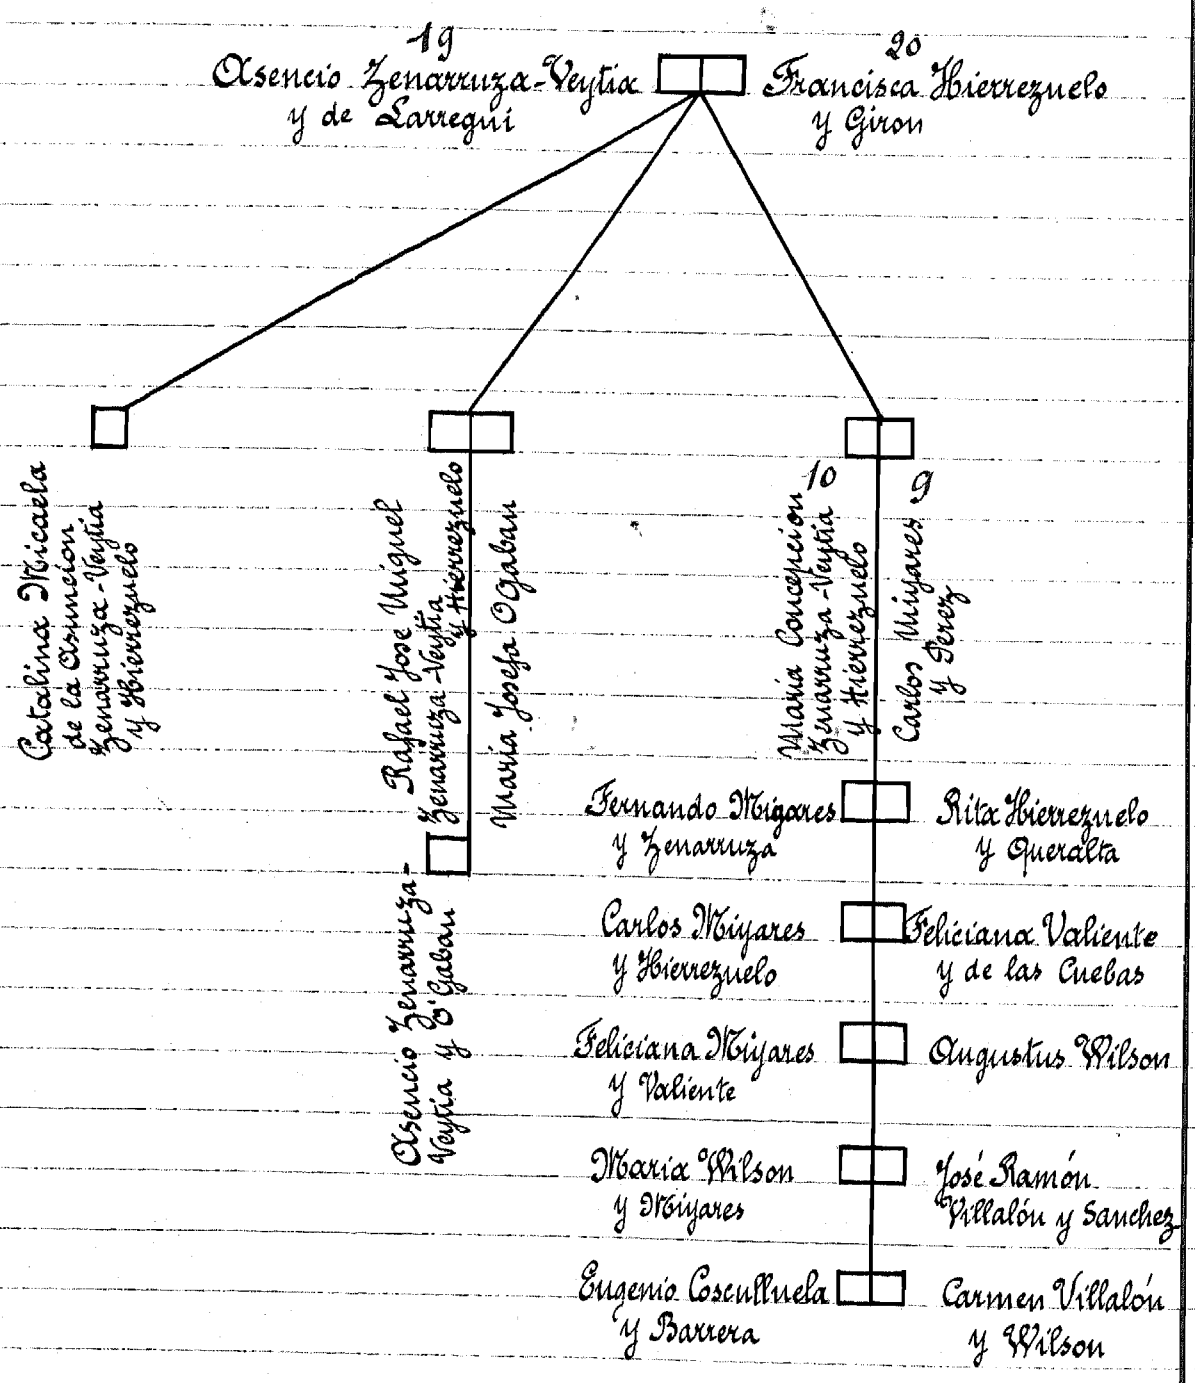 19
Asencio Zenarruza-Veytia
y de Larregui
20
Francisca Hierrezuelo
y Giron
Catalina Micaela
de la Asuncion
Zenarruza-Veytia
y Hierrezuelo
Rafael Jose Miguel
Zenarruza-Veytia
y Hierrezuelo
Maria Josefa O Gaban
10
Maria Concepcion
Zenarruza-Veytia
y Hierrezuelo
9
Carlos Miyares
y Perez
Fernando Miyares
y Zenarruza
Rita Hierrezuelo
y Queralta
Asencio Zenarruza-
Veytia y O'Gaban
Carlos Miyares
y Hierrezuelo
Feliciana Valiente
y de las Cuebas
Feliciana Miyares
y Valiente
Augustus Wilson
Maria Wilson
y Miyares
José Ramón
Villalón y Sanchez
Eugenio Cosculluela
y Barrera
Carmen Villalón
y Wilson